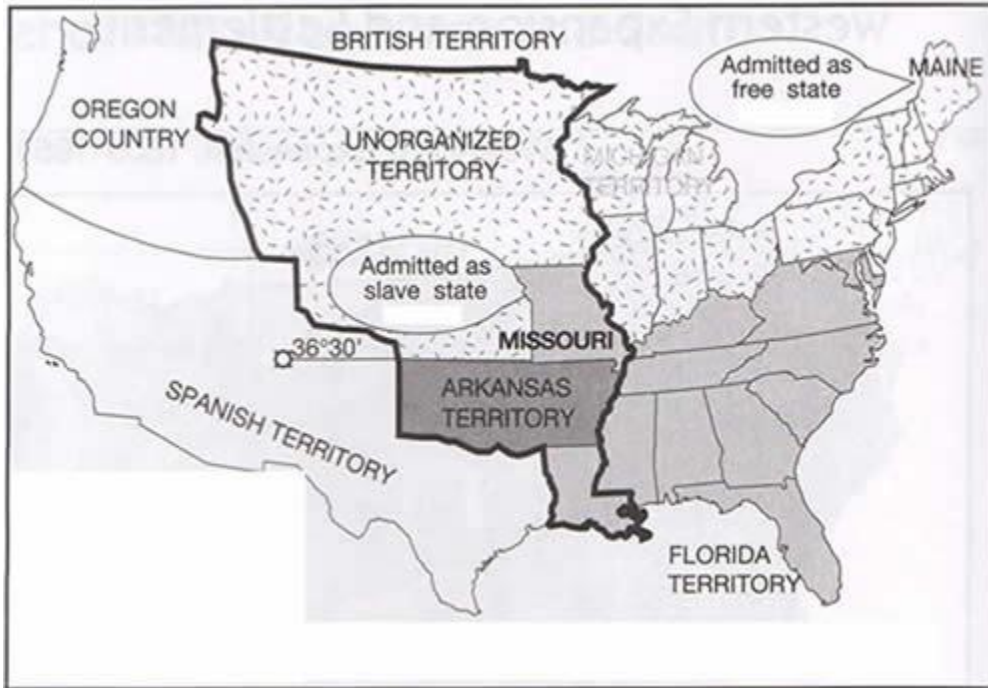 BRITISH TERRITORY
Admitted as
free state
MAINE
OREGON
COUNTRY
UNORGANIZED
TERRITORY
Admitted as
slave state
MISSOURI
36°30'
ARKANSAS
TERRITORY
SPANISH TERRITORY
FLORIDA
TERRITORY